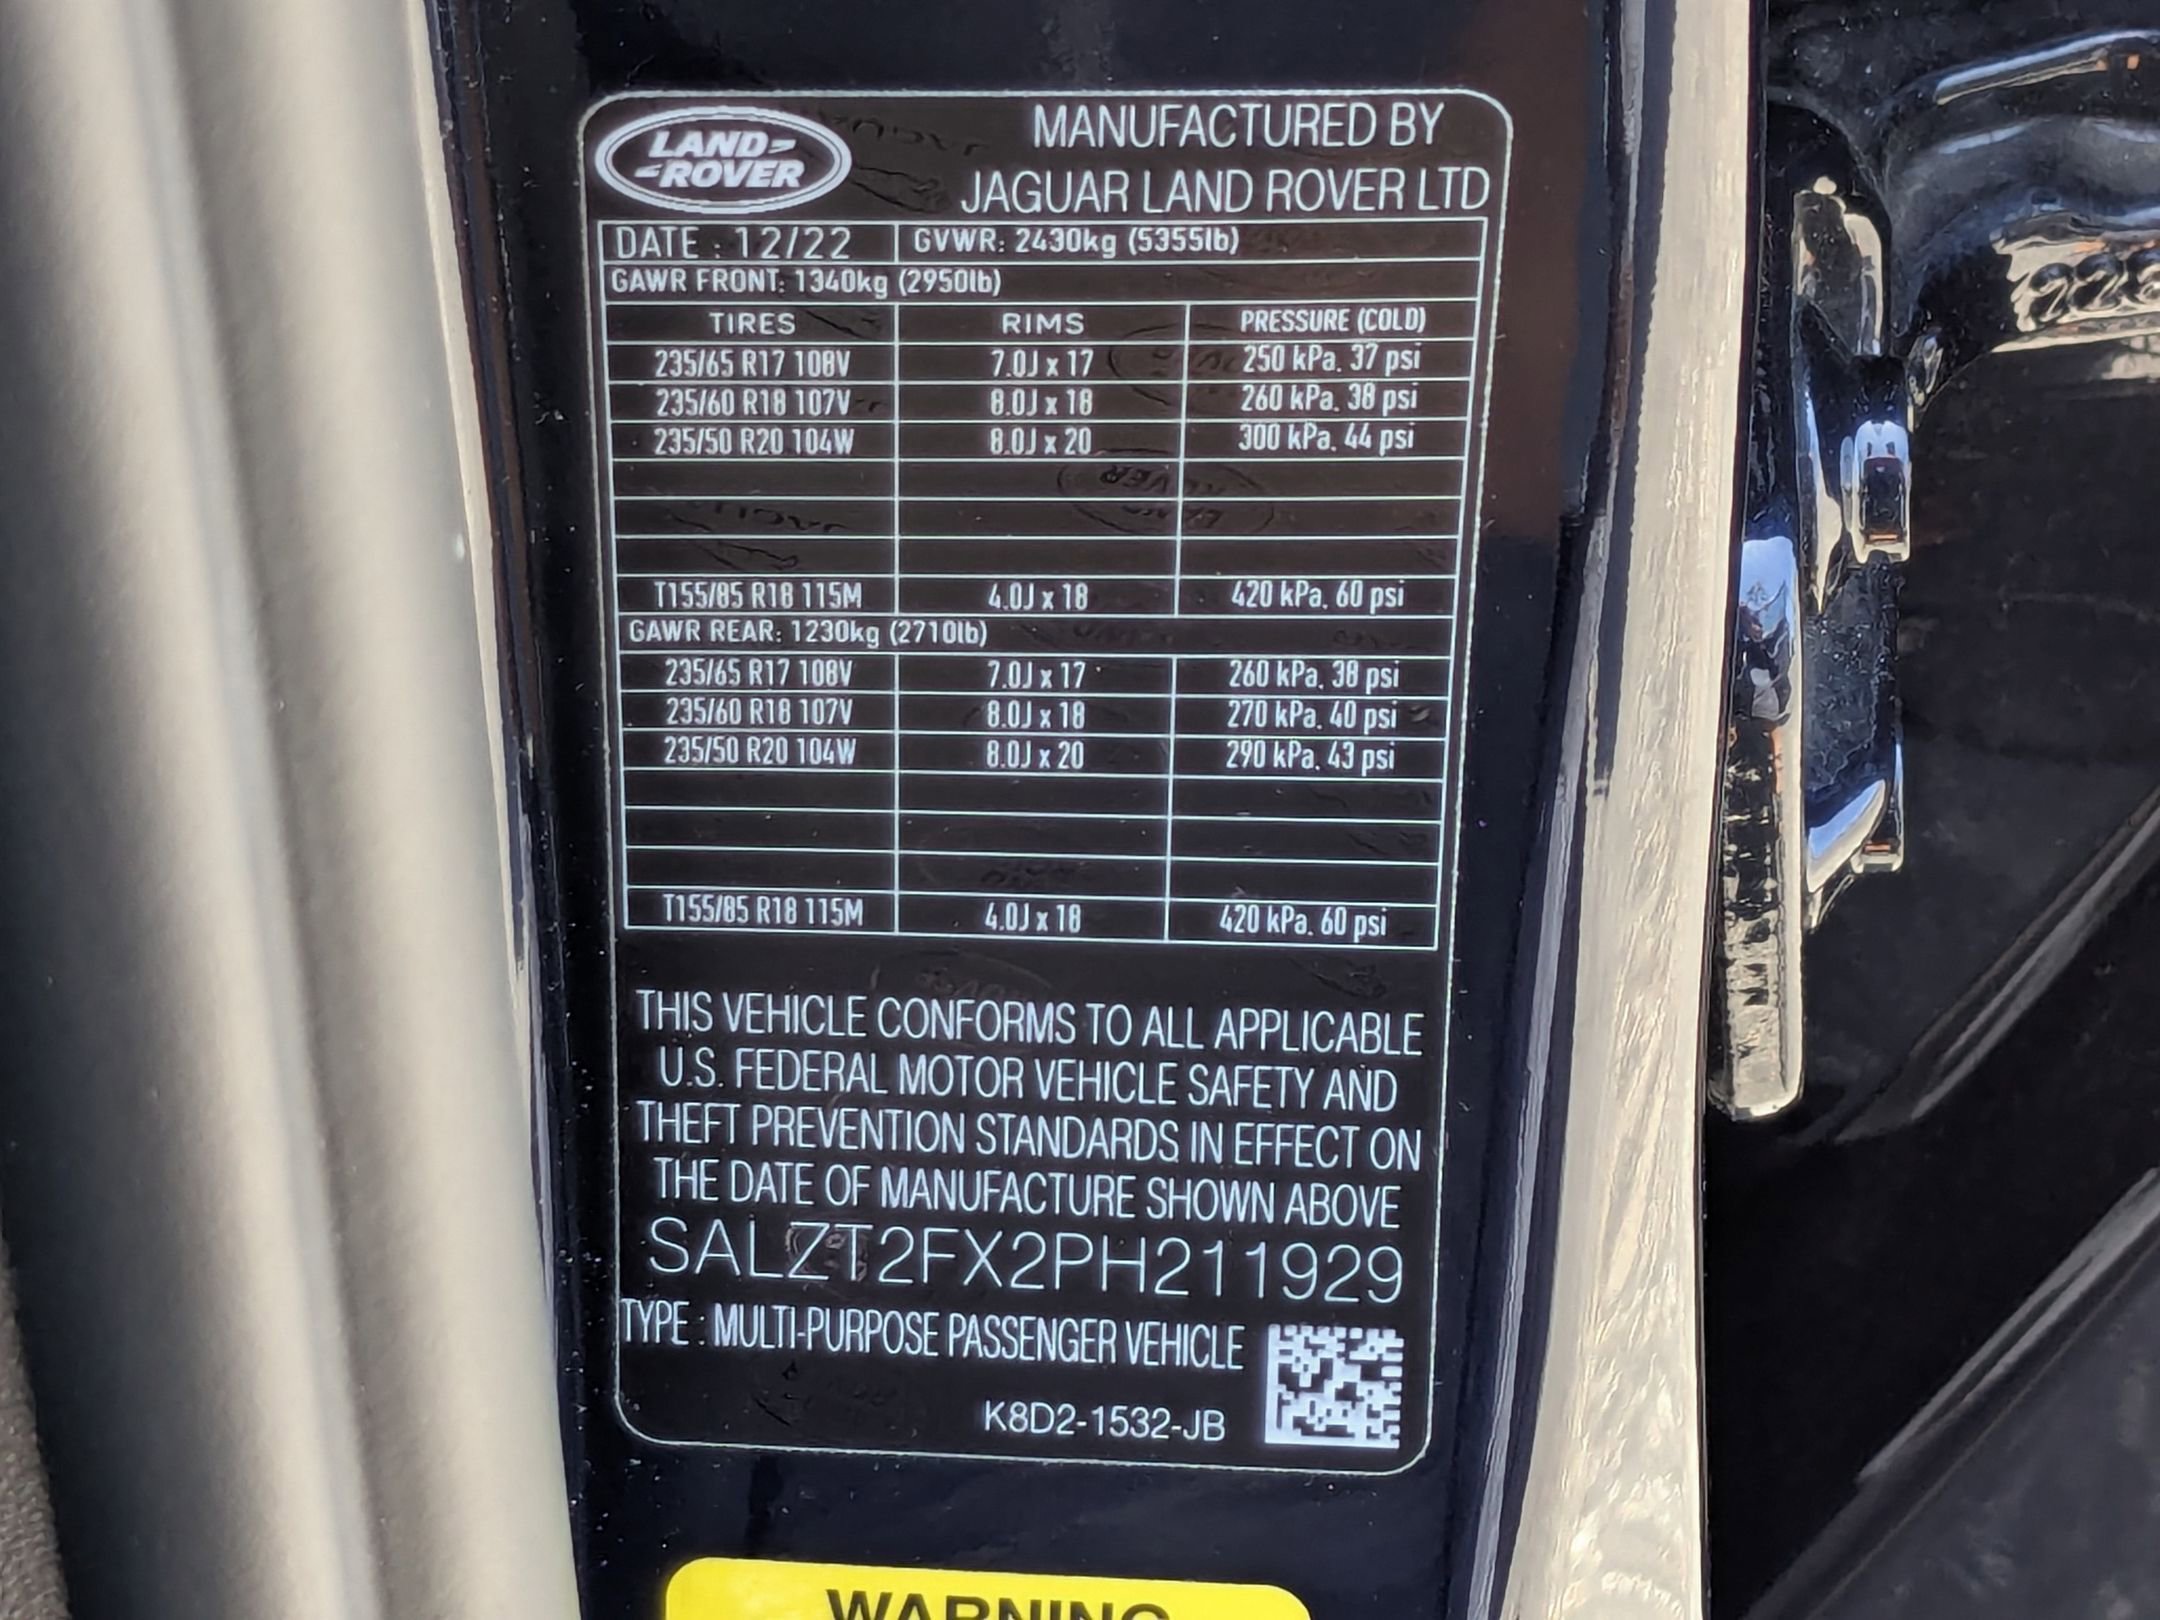 LAND
ROVER
MANUFACTURED BY
JAGUAR LAND ROVER LTD
DATE : 12/22 GVWR: 2430kg (5355lb)
GAWR FRONT: 1340kg (2950lb)
TIRES RIMS PRESSURE (COLD)
235/65 R17 108V 7.0J x 17 250 kPa, 37 psi
235/60 R18 107V 8.0J x 18 260 kPa, 38 psi
235/50 R20 104W 8.0J x 20 300 kPa, 44 psi
T155/85 R18 115M 4.0J x 18 420 kPa, 60 psi
GAWR REAR: 1230kg (2710lb)
235/65 R17 108V 7.0J x 17 260 kPa, 38 psi
235/60 R18 107V 8.0J x 18 270 kPa, 40 psi
235/50 R20 104W 8.0J x 20 290 kPa, 43 psi
T155/85 R18 115M 4.0J x 18 420 kPa, 60 psi
THIS VEHICLE CONFORMS TO ALL APPLICABLE
U.S. FEDERAL MOTOR VEHICLE SAFETY AND
THEFT PREVENTION STANDARDS IN EFFECT ON
THE DATE OF MANUFACTURE SHOWN ABOVE
SALZT2FX2PH211929
TYPE : MULTI-PURPOSE PASSENGER VEHICLE
K8D2-1532-JB
WARNING